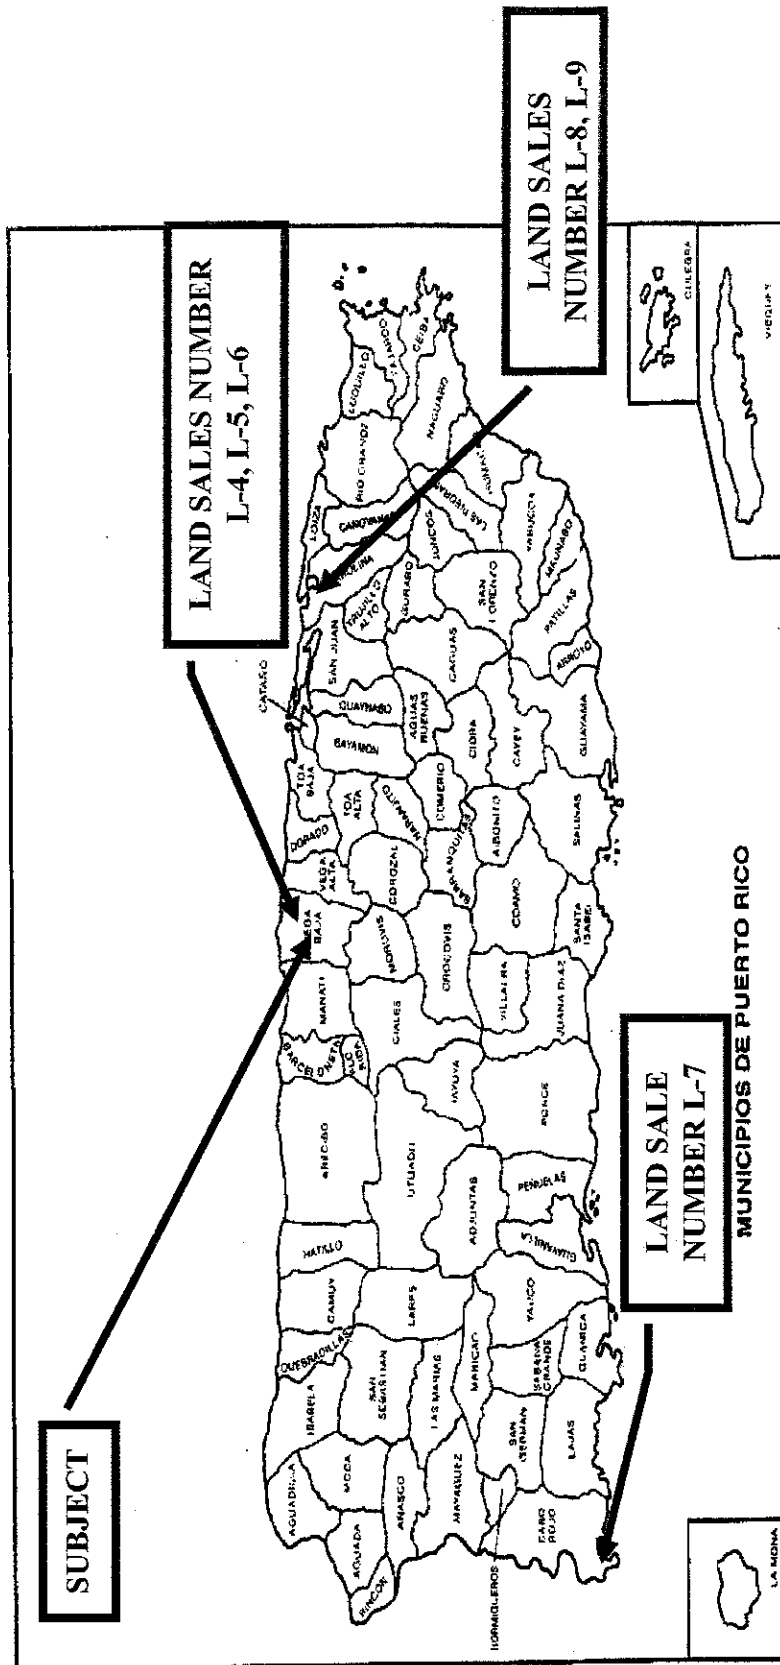 SUBJECT
LAND SALES NUMBER
L-4, L-5, L-6
LAND SALES
NUMBER L-8, L-9
LAND SALE
NUMBER L-7
AGUADILLA
ISABELA
QUEBRADILLAS
CAMUY
HATILLO
ARECIBO
BARCELONETA
MANATI
VEGA
BAJA
VEGA
ALTA
DORADO
TOA
BAJA
TOA
ALTA
CATAÑO
BAYAMON
GUAYNABO
SAN JUAN
TRUJILLO
ALTO
LOIZA
RIO GRANDE
LUQUILLO
CEIBA
NAGUABO
RINCON
AGUADA
MOCA
SAN
SEBASTIAN
LARES
UTUADO
CIALES
MOROVIS
COROZAL
NARANJITO
COMERIO
AGUAS
BUENAS
CAGUAS
GURABO
JUNCOS
LAS PIEDRAS
AÑASCO
LAS MARIAS
MAYAGUEZ
MARICAO
ADJUNTAS
JAYUYA
OROCOVIS
BARRANQUITAS
AIBONITO
CIDRA
CAYEY
SAN
LORENZO
YABUCOA
MAUNABO
PATILLAS
ARROYO
GUAYAMA
SALINAS
COAMO
SANTA
ISABEL
VILLALBA
JUANA DIAZ
PONCE
PEÑUELAS
GUAYANILLA
YAUCO
GUANICA
SABANA
GRANDE
SAN
GERMAN
LAJAS
CABO
ROJO
HORMIGUEROS
LA MONA
CULEBRA
VIEQUES
MUNICIPIOS DE PUERTO RICO